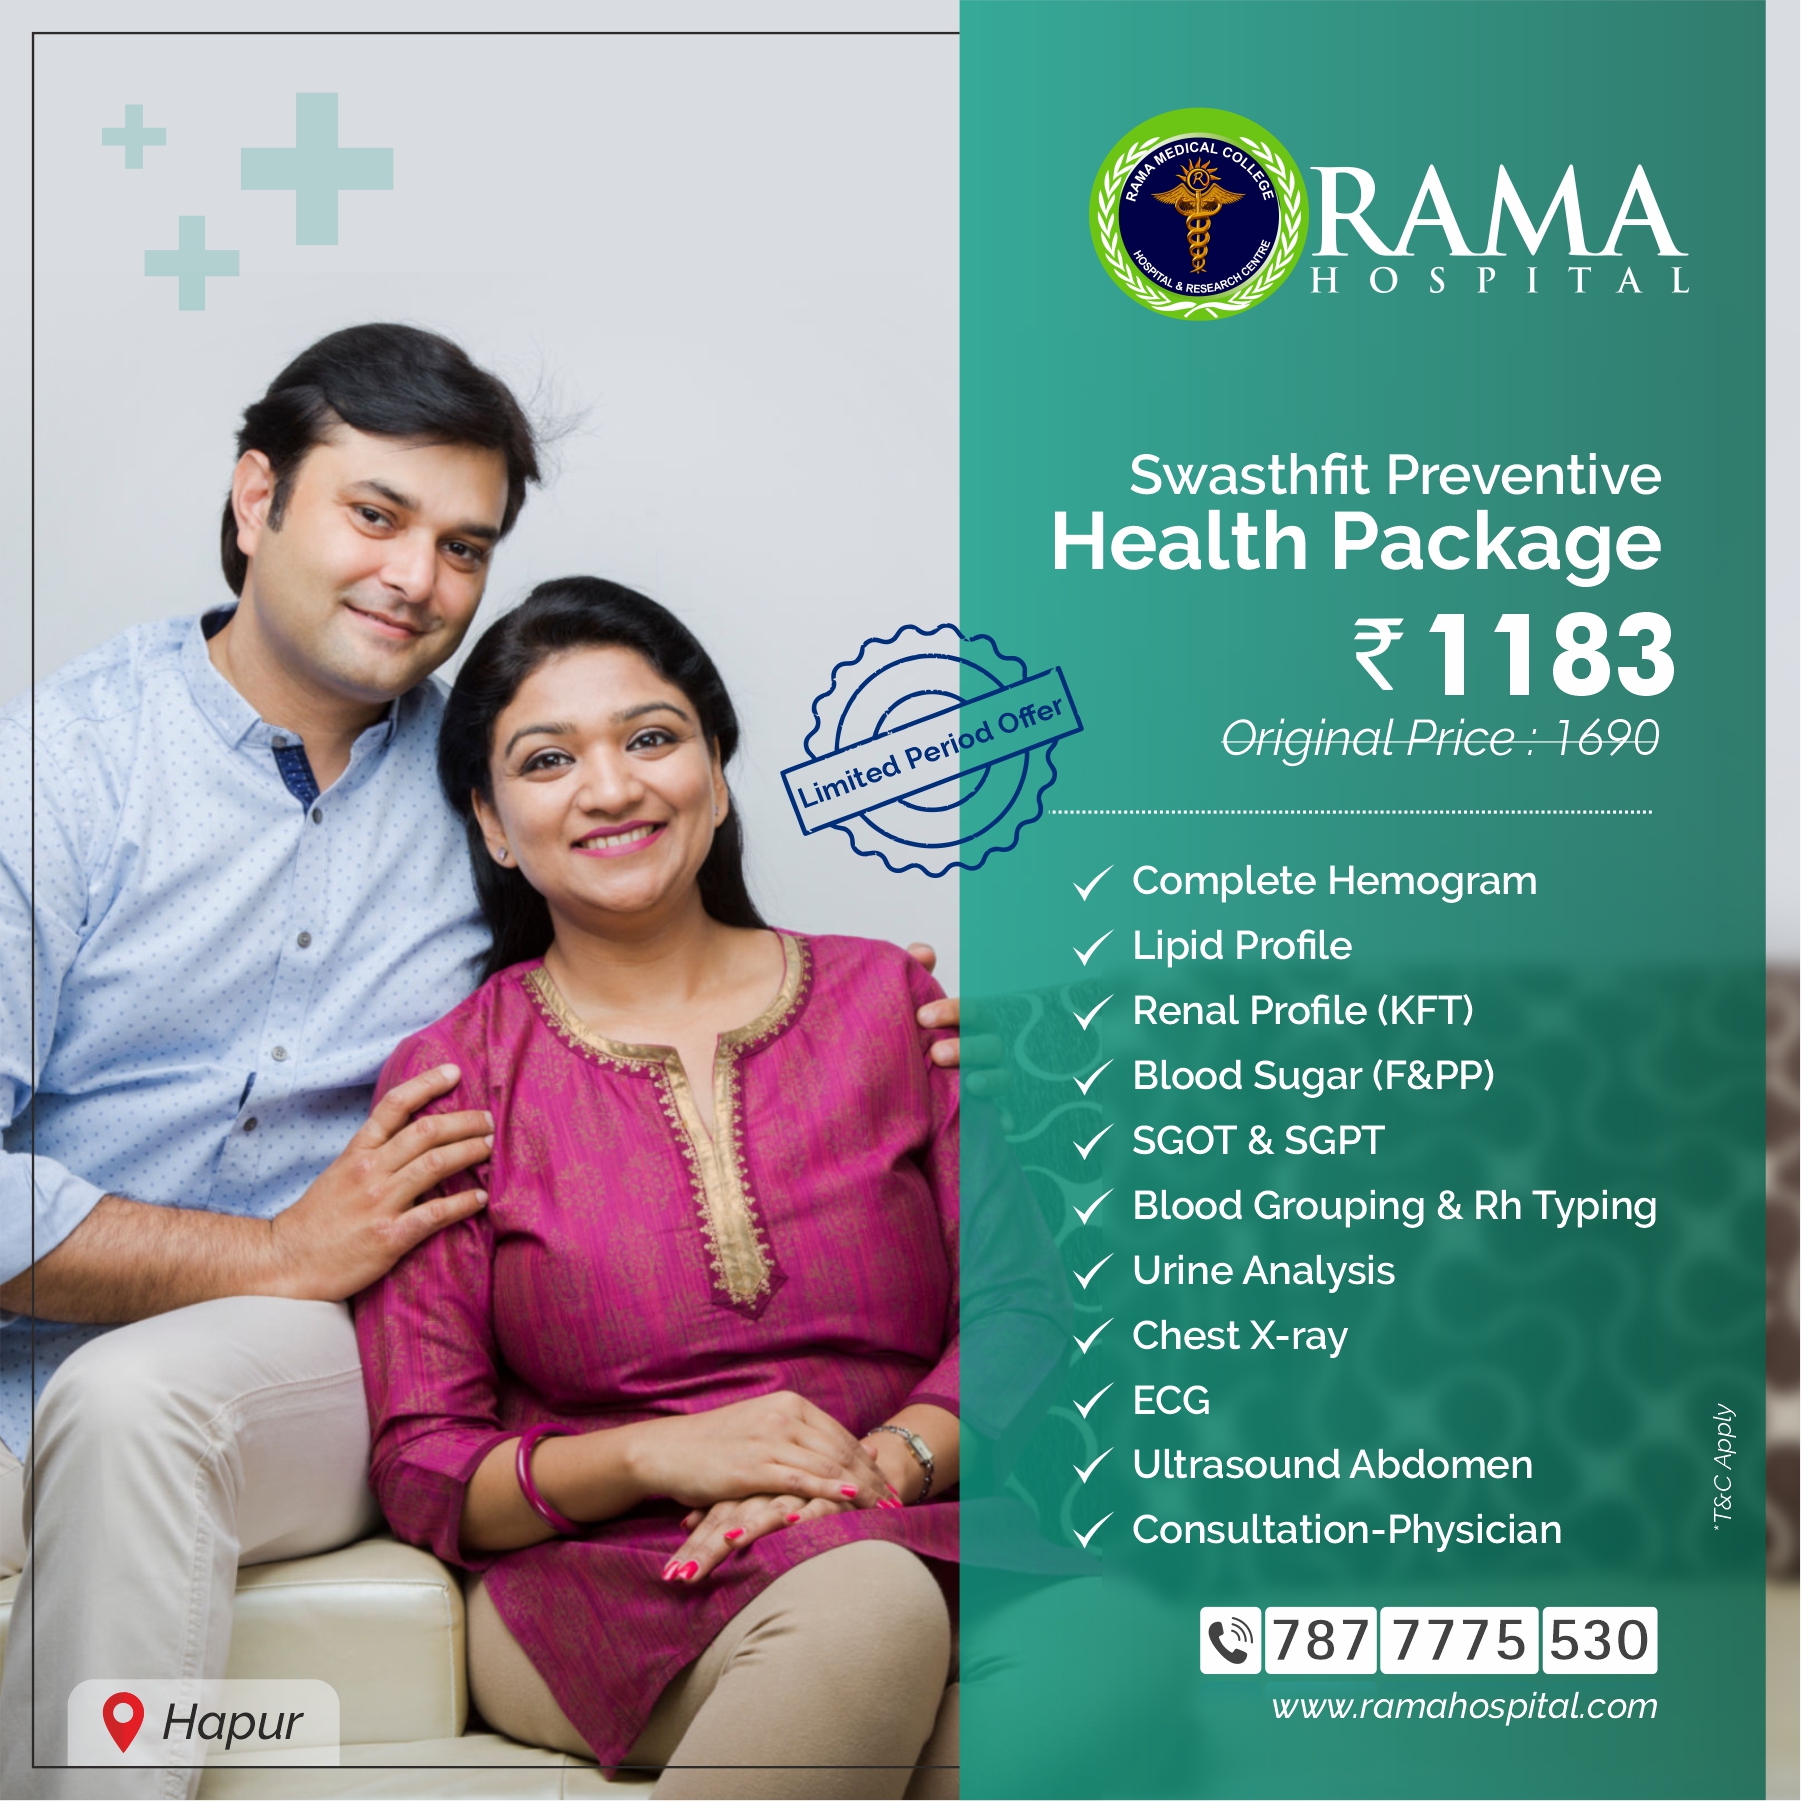 RAMA MEDICAL COLLEGE
HOSPITAL & RESEARCH CENTRE
R
RAMA
HOSPITAL
Swasthfit Preventive
Health Package
₹ 1183
Original Price : 1690
Limited Period Offer
Complete Hemogram
Lipid Profile
Renal Profile (KFT)
Blood Sugar (F&PP)
SGOT & SGPT
Blood Grouping & Rh Typing
Urine Analysis
Chest X-ray
ECG
Ultrasound Abdomen
Consultation-Physician
*T&C Apply
787 7775 530
www.ramahospital.com
Hapur